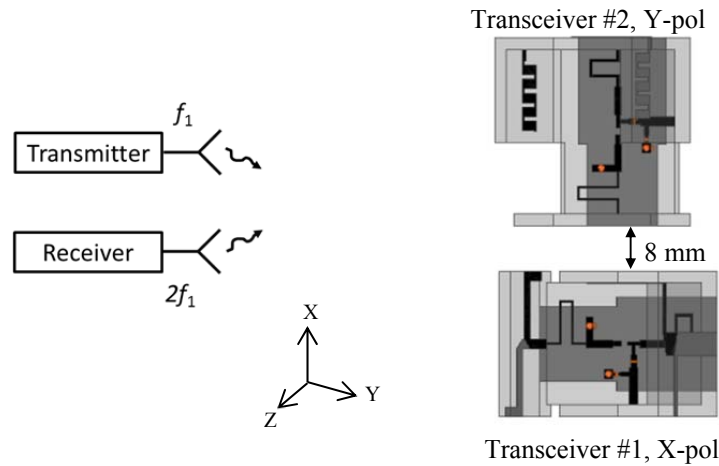 Transceiver #2, Y-pol
f1
Transmitter
Receiver
2f1
8 mm
X
Y
Z
Transceiver #1, X-pol